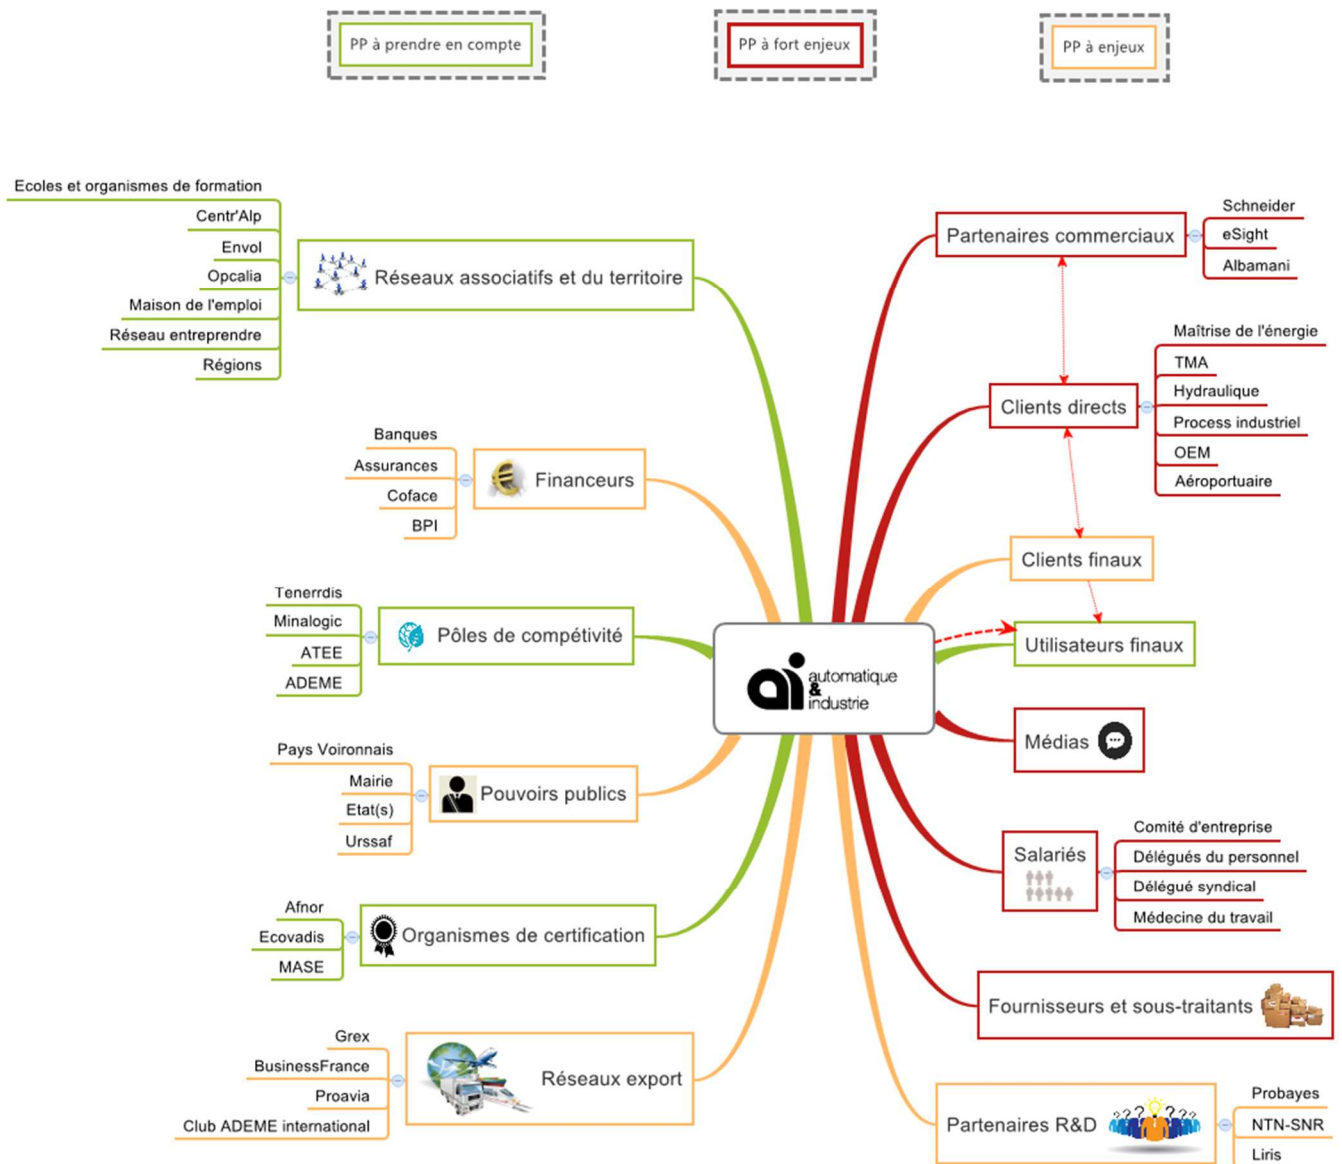 PP à prendre en compte
PP à fort enjeux
PP à enjeux
Ecoles et organismes de formation
Centr'Alp
Envol
Opcalia
Maison de l'emploi
Réseau entreprendre
Régions
Réseaux associatifs et du territoire
Banques
Assurances
Coface
BPI
Financeurs
Tenerrdis
Minalogic
ATEE
ADEME
Pôles de compétivité
Pays Voironnais
Mairie
Etat(s)
Urssaf
Pouvoirs publics
Afnor
Ecovadis
MASE
Organismes de certification
Grex
BusinessFrance
Proavia
Club ADEME international
Réseaux export
ai automatique
&
industrie
Partenaires commerciaux
Schneider
eSight
Albamani
Clients directs
Maîtrise de l'énergie
TMA
Hydraulique
Process industriel
OEM
Aéroportuaire
Clients finaux
Utilisateurs finaux
Médias
Salariés
Comité d'entreprise
Délégués du personnel
Délégué syndical
Médecine du travail
Fournisseurs et sous-traitants
Partenaires R&D
Probayes
NTN-SNR
Liris